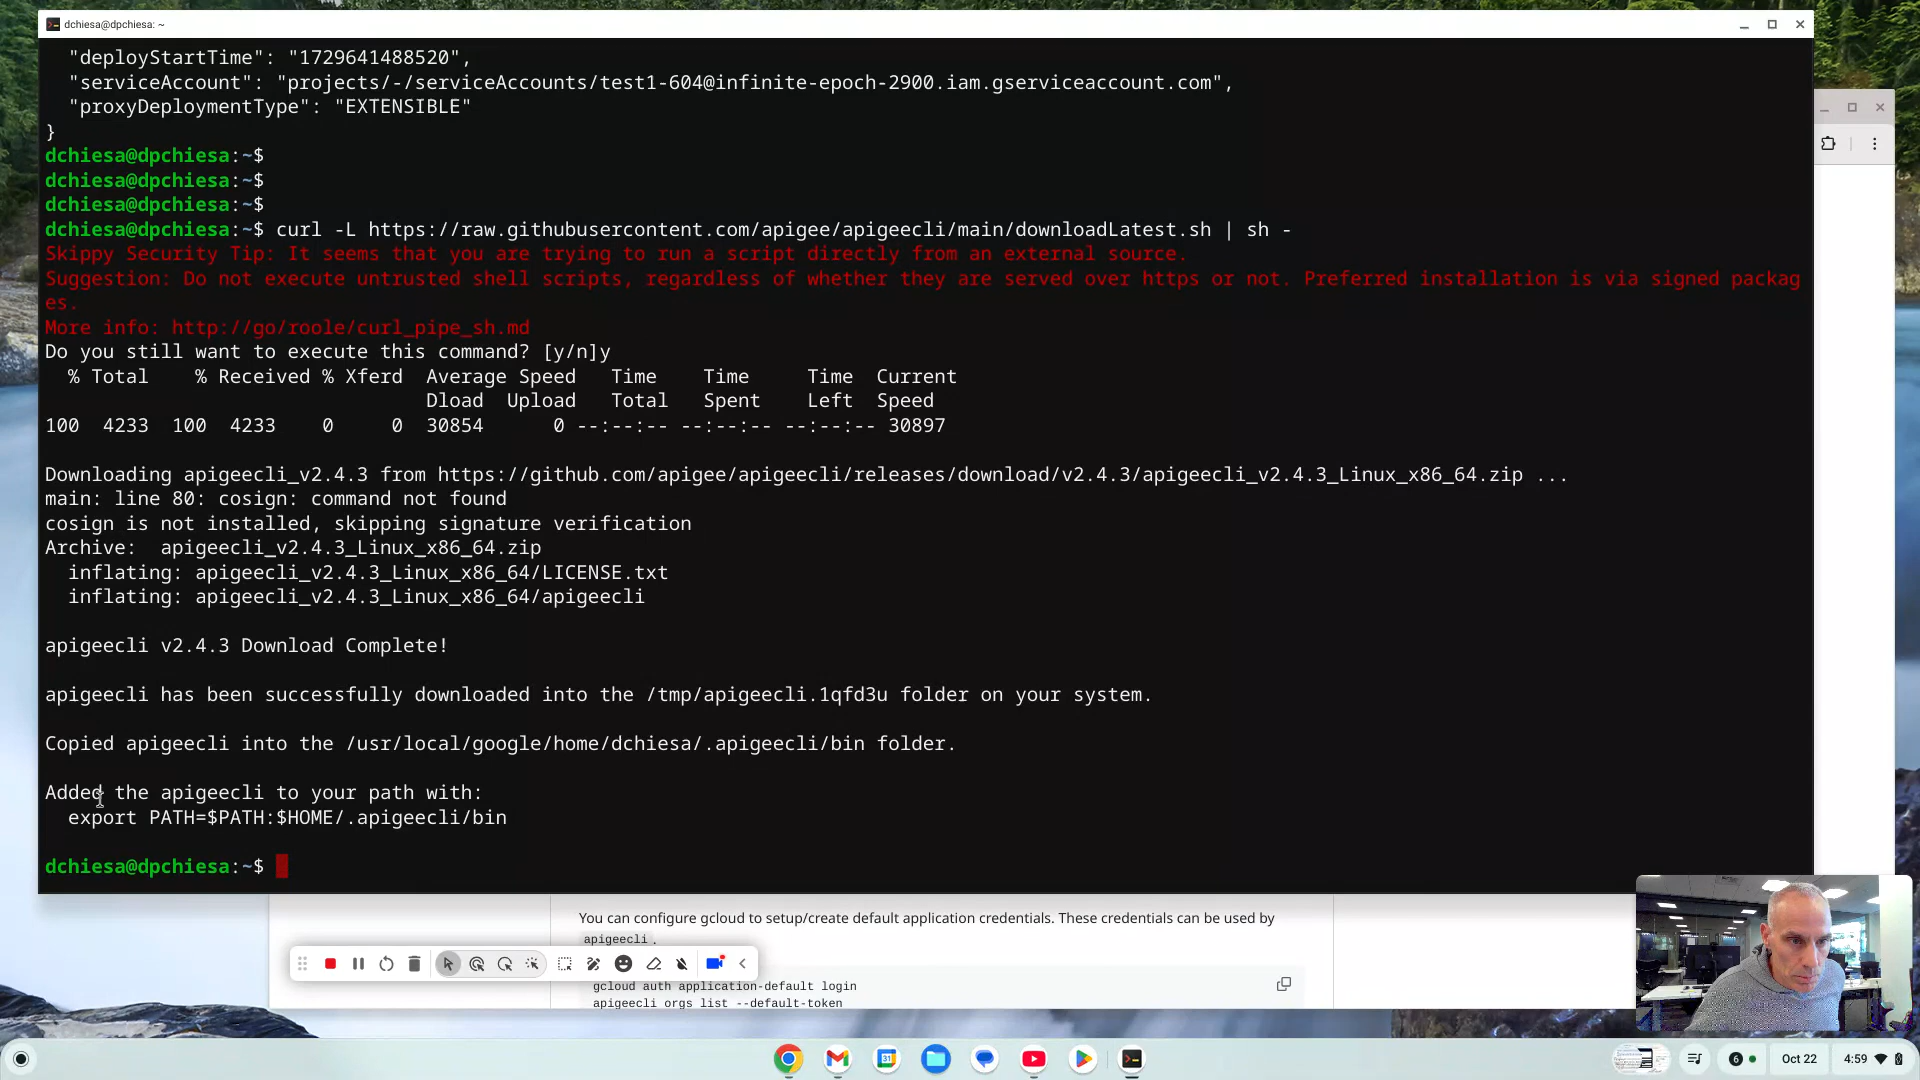 dchiesa@dpchiesa: ~
"deployStartTime": "1729641488520",
"serviceAccount": "projects/-/serviceAccounts/test1-604@infinite-epoch-2900.iam.gserviceaccount.com",
"proxyDeploymentType": "EXTENSIBLE"
}
dchiesa@dpchiesa:~$
dchiesa@dpchiesa:~$
dchiesa@dpchiesa:~$
dchiesa@dpchiesa:~$ curl -L https://raw.githubusercontent.com/apigee/apigeecli/main/downloadLatest.sh | sh -
Skippy Security Tip: It seems that you are trying to run a script directly from an external source.
Suggestion: Do not execute untrusted shell scripts, regardless of whether they are served over https or not. Preferred installation is via signed packag
es.
More info: http://go/roole/curl_pipe_sh.md
Do you still want to execute this command? [y/n]y
% Total    % Received % Xferd  Average Speed   Time    Time     Time  Current
Dload  Upload   Total   Spent    Left  Speed
100  4233  100  4233    0     0  30854      0 --:--:-- --:--:-- --:--:-- 30897
Downloading apigeecli_v2.4.3 from https://github.com/apigee/apigeecli/releases/download/v2.4.3/apigeecli_v2.4.3_Linux_x86_64.zip ...
main: line 80: cosign: command not found
cosign is not installed, skipping signature verification
Archive:  apigeecli_v2.4.3_Linux_x86_64.zip
inflating: apigeecli_v2.4.3_Linux_x86_64/LICENSE.txt
inflating: apigeecli_v2.4.3_Linux_x86_64/apigeecli
apigeecli v2.4.3 Download Complete!
apigeecli has been successfully downloaded into the /tmp/apigeecli.1qfd3u folder on your system.
Copied apigeecli into the /usr/local/google/home/dchiesa/.apigeecli/bin folder.
Added the apigeecli to your path with:
export PATH=$PATH:$HOME/.apigeecli/bin
dchiesa@dpchiesa:~$
You can configure gcloud to setup/create default application credentials. These credentials can be used by
apigeecli .
gcloud auth application-default login
apigeecli orgs list --default-token
31
6
Oct 22
4:59